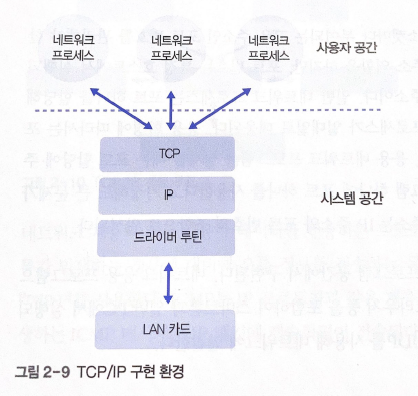 네트워크 네트워크 네트워크
프로세스 프로세스 프로세스
사용자 공간
TCP
IP
시스템 공간
드라이버 루틴
LAN 카드
그림 2-9 TCP/IP 구현 환경